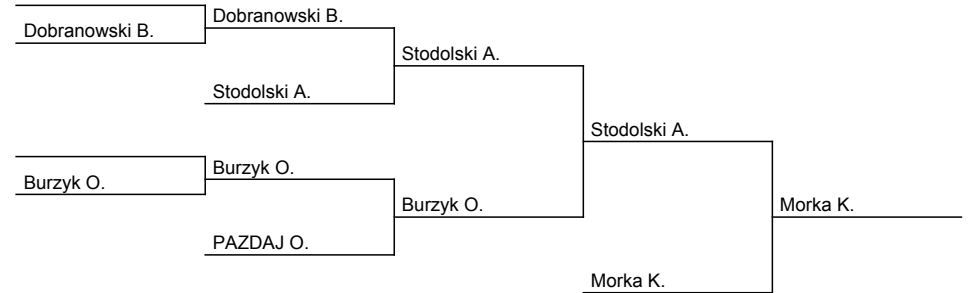 Dobranowski B.
Dobranowski B.
Stodolski A.
Stodolski A.
Stodolski A.
Burzyk O.
Burzyk O.
Burzyk O.
Morka K.
PAZDAJ O.
Morka K.